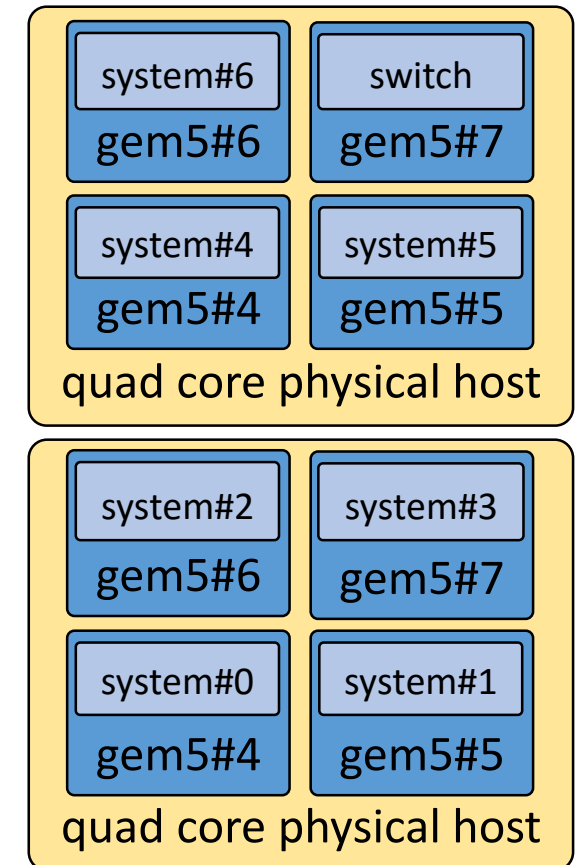 system#6
gem5#6
switch
gem5#7
system#4
gem5#4
system#5
gem5#5
quad core physical host
system#2
gem5#6
system#3
gem5#7
system#0
gem5#4
system#1
gem5#5
quad core physical host